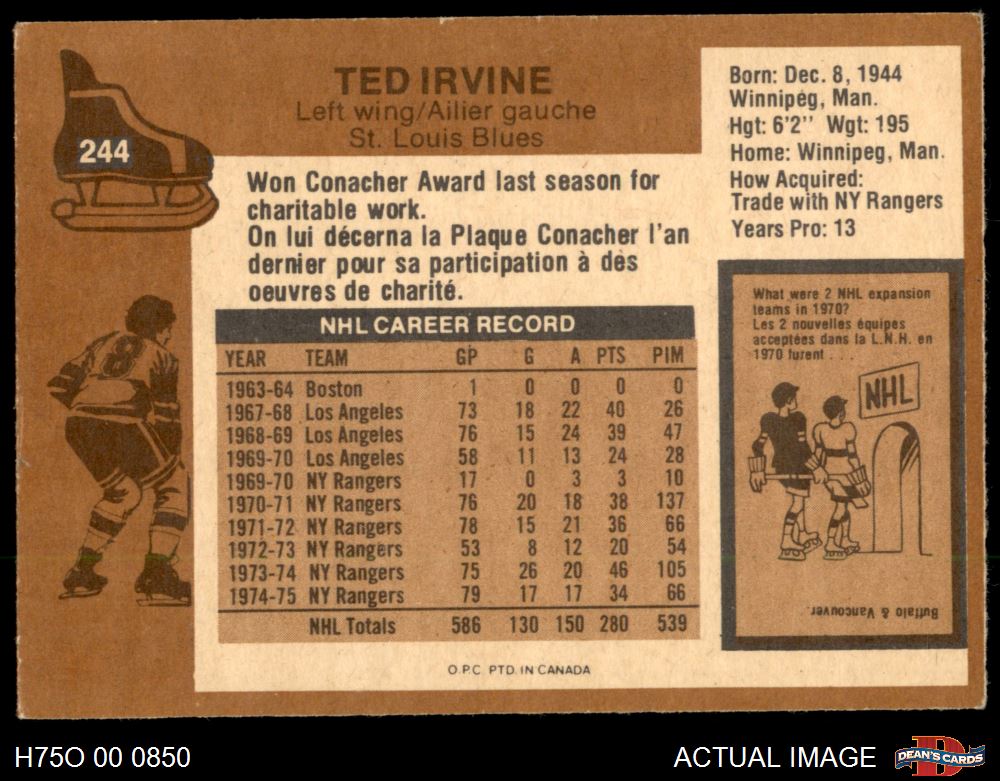 244
TED IRVINE
Left wing/Ailier gauche
St. Louis Blues
Born: Dec. 8, 1944
Winnipeg, Man.
Hgt: 6'2'' Wgt: 195
Home: Winnipeg, Man.
How Acquired:
Trade with NY Rangers
Years Pro: 13
Won Conacher Award last season for
charitable work.
On lui décerna la Plaque Conacher l'an
dernier pour sa participation à des
oeuvres de charité.
NHL CAREER RECORD
YEAR TEAM GP G A PTS PIM
1963-64 Boston 1 0 0 0 0
1967-68 Los Angeles 73 18 22 40 26
1968-69 Los Angeles 76 15 24 39 47
1969-70 Los Angeles 58 11 13 24 28
1969-70 NY Rangers 17 0 3 3 10
1970-71 NY Rangers 76 20 18 38 137
1971-72 NY Rangers 78 15 21 36 66
1972-73 NY Rangers 53 8 12 20 54
1973-74 NY Rangers 75 26 20 46 105
1974-75 NY Rangers 79 17 17 34 66
NHL Totals 586 130 150 280 539
What were 2 NHL expansion
teams in 1970?
Les 2 nouvelles équipes
acceptées dans la L.N.H. en
1970 furent . . .
NHL
8
Buffalo & Vancouver.
O.P.C. PTD. IN CANADA
H75O 00 0850
ACTUAL IMAGE
D
DEAN'S CARDS